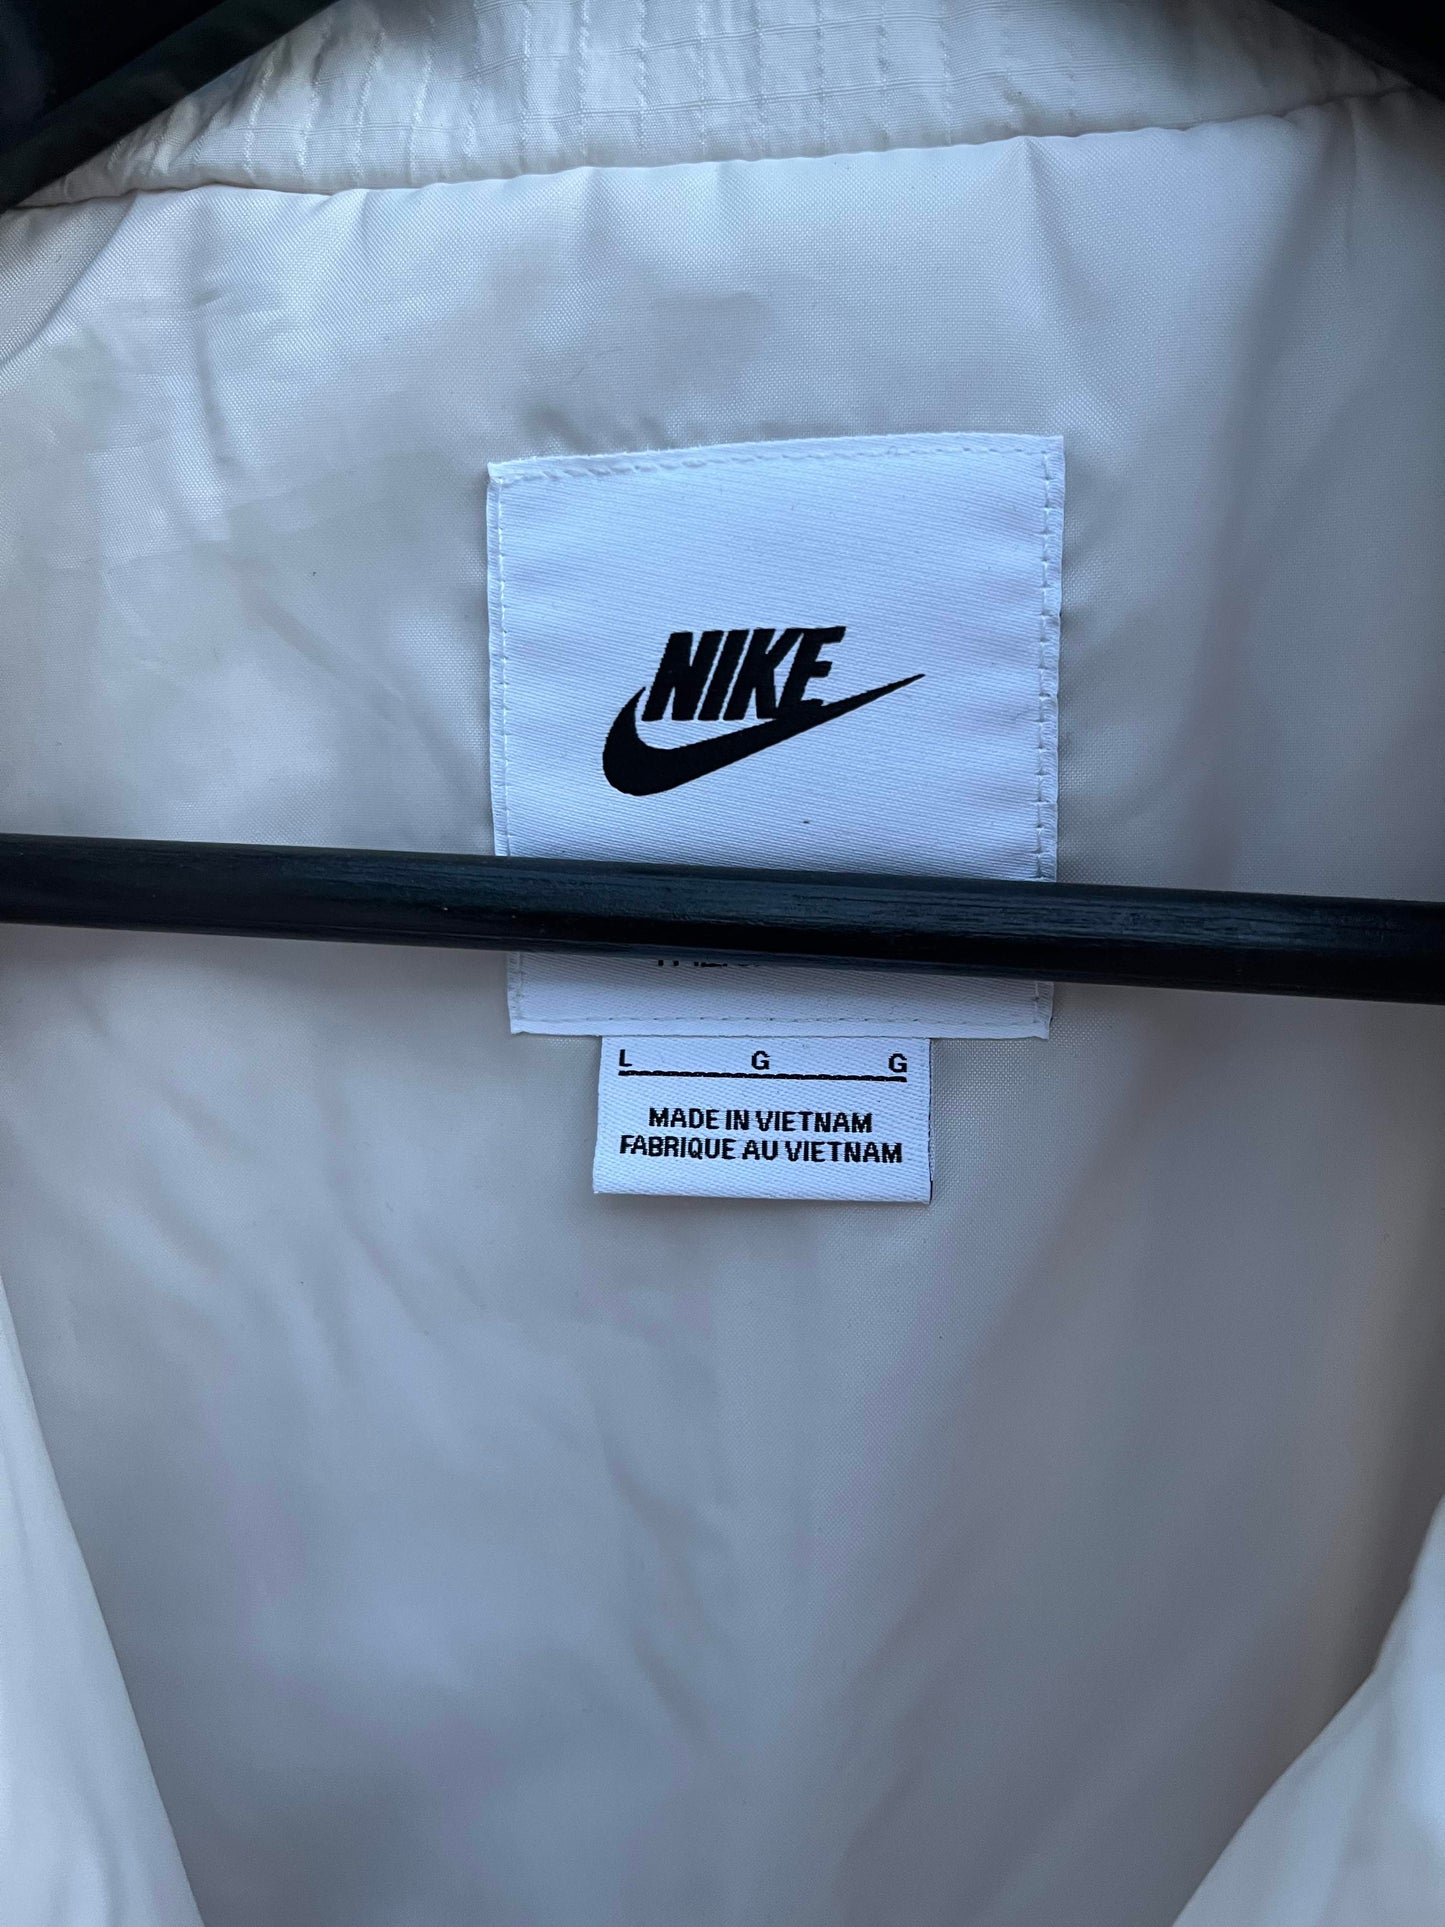 NIKE
L G G
MADE IN VIETNAM
FABRIQUE AU VIETNAM